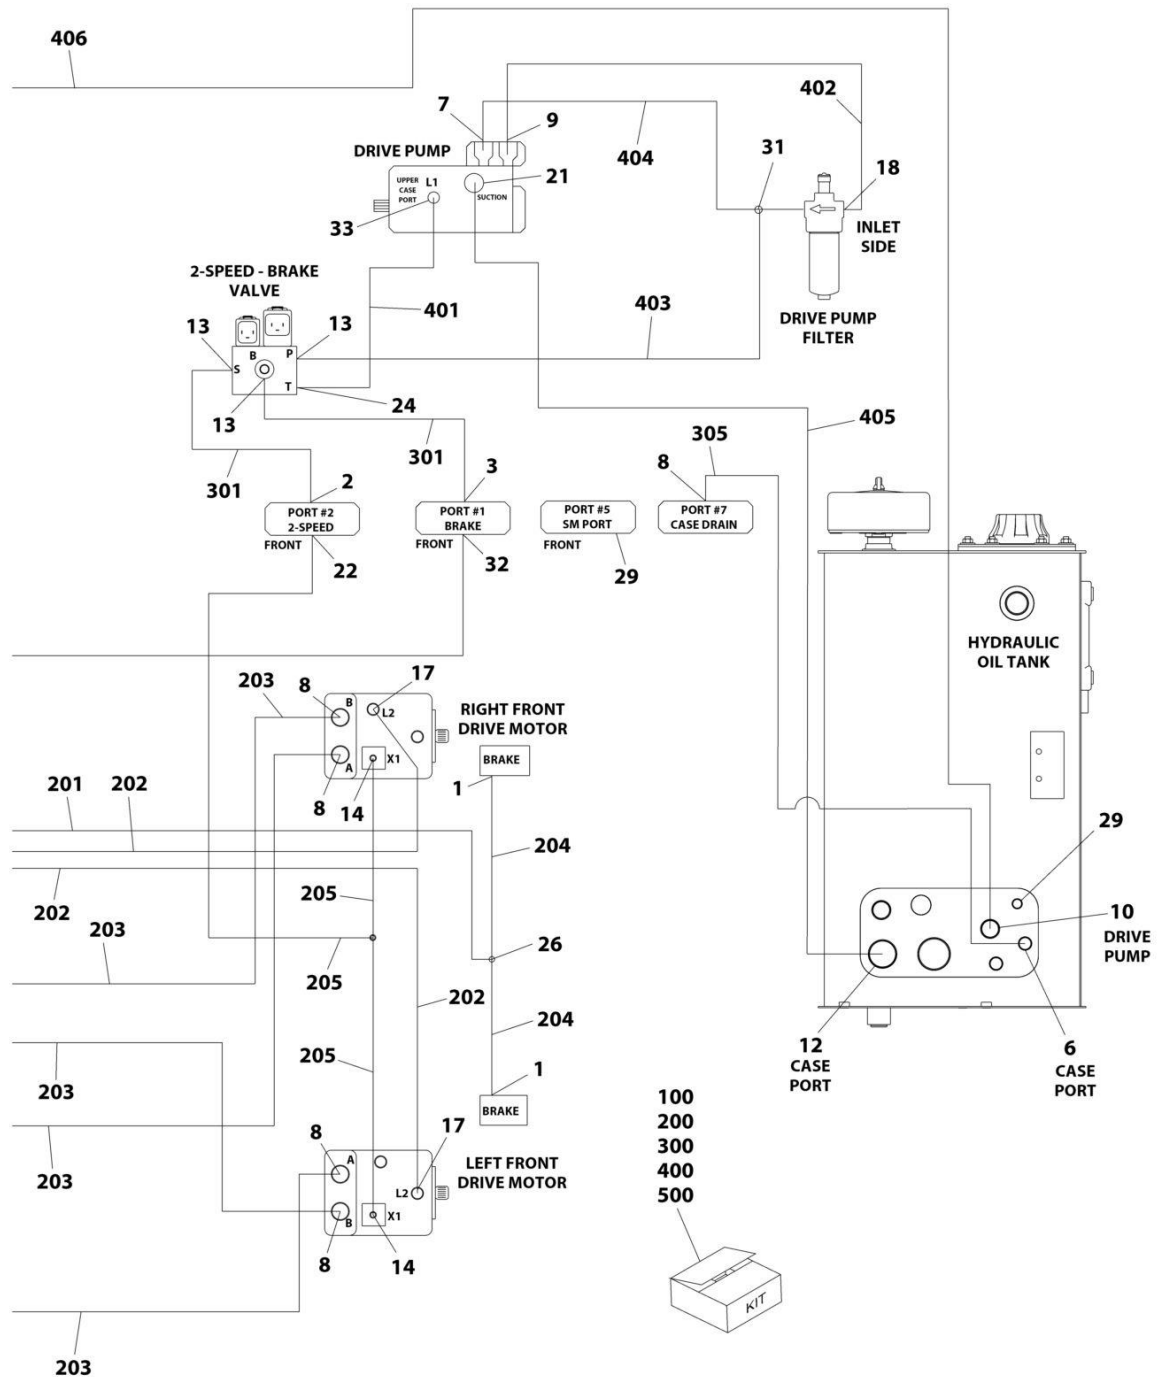 406
402
7
9
404
31
18
DRIVE PUMP
UPPER
CASE
PORT
L1
SUCTION
21
33
INLET
SIDE
2-SPEED - BRAKE
VALVE
401
403
DRIVE PUMP
FILTER
13
13
B
P
S
T
13
24
405
301
301
305
2
3
8
PORT #2
2-SPEED
PORT #1
BRAKE
PORT #5
SM PORT
PORT #7
CASE DRAIN
FRONT
FRONT
FRONT
22
32
29
HYDRAULIC
OIL TANK
203
8
17
B
L2
RIGHT FRONT
DRIVE MOTOR
A
X1
BRAKE
201
202
8
14
1
204
29
202
203
205
205
26
10
DRIVE
PUMP
202
204
203
205
12
CASE
PORT
6
CASE
PORT
1
BRAKE
203
8
17
A
L2
LEFT FRONT
DRIVE MOTOR
B
X1
8
14
100
200
300
400
500
KIT
203